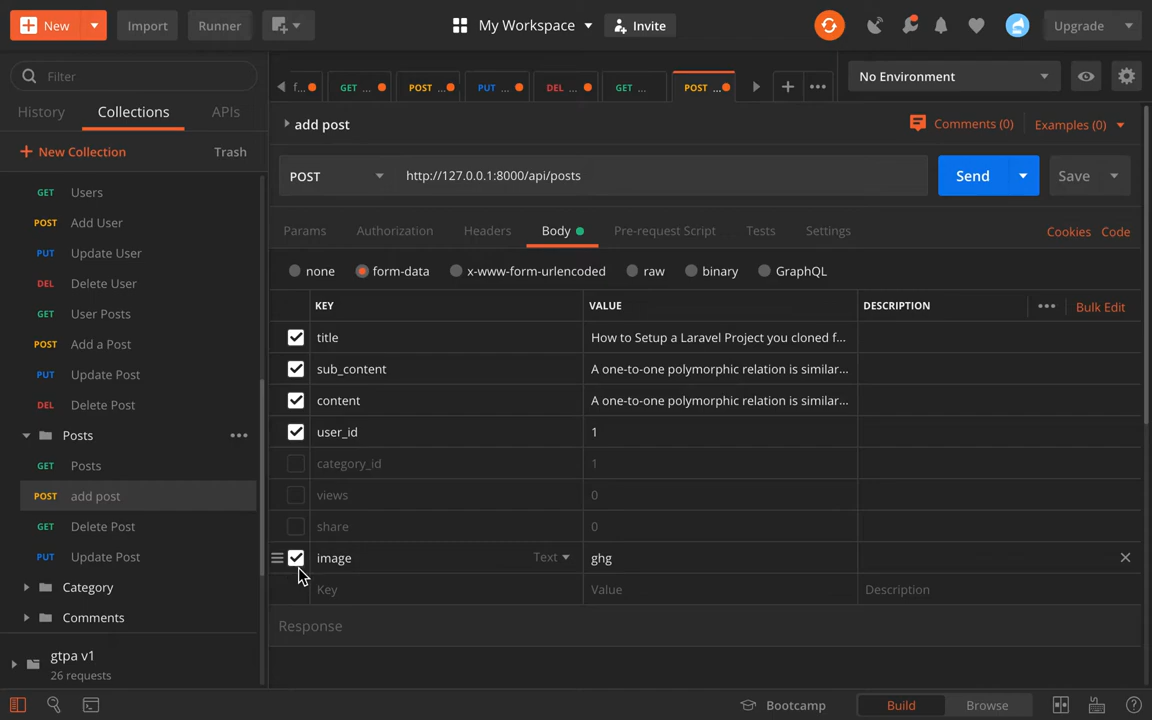 New
Import
Runner
My Workspace
Invite
Upgrade
Filter
History
Collections
APIs
New Collection
Trash
GET Users
POST Add User
PUT Update User
DEL Delete User
GET User Posts
POST Add a Post
PUT Update Post
DEL Delete Post
Posts
GET Posts
POST add post
DEL Delete Post
PUT Update Post
Category
Comments
gtpa v1
26 requests
f...
GET ...
POST ...
PUT ...
DEL ...
GET ...
POST ...
No Environment
add post
Comments (0)
Examples (0)
POST
http://127.0.0.1:8000/api/posts
Send
Save
Params
Authorization
Headers
Body
Pre-request Script
Tests
Settings
Cookies
Code
none
form-data
x-www-form-urlencoded
raw
binary
GraphQL
KEY VALUE DESCRIPTION
Bulk Edit
title How to Setup a Laravel Project you cloned f...
sub_content A one-to-one polymorphic relation is similar...
content A one-to-one polymorphic relation is similar...
user_id 1
category_id 1
views 0
share 0
image Text ghg
Key Value Description
Response
Bootcamp
Build
Browse